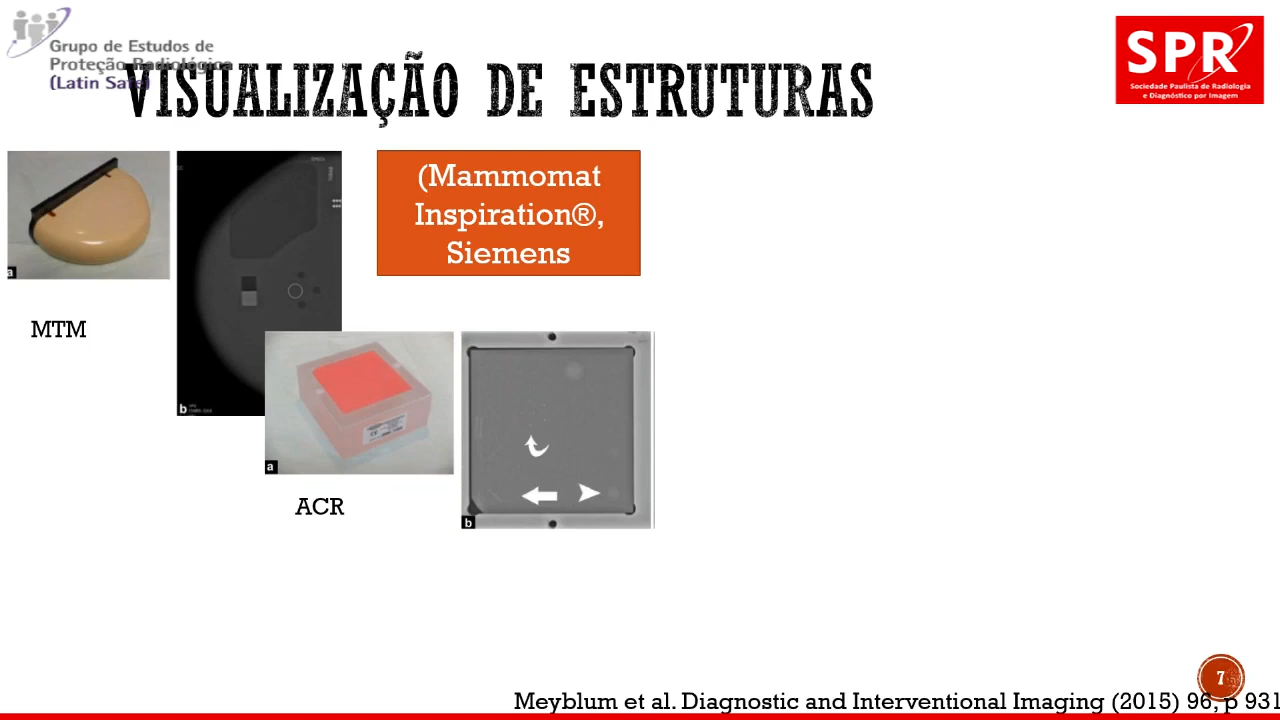 Grupo de Estudos de
Proteção Radiológica
(Latin Safe)
VISUALIZAÇÃO DE ESTRUTURAS
SPR
Sociedade Paulista de Radiologia
e Diagnóstico por Imagem
(Mammomat
Inspiration®,
Siemens
a
b
MTM
a
b
ACR
7
Meyblum et al. Diagnostic and Interventional Imaging (2015) 96, p 931